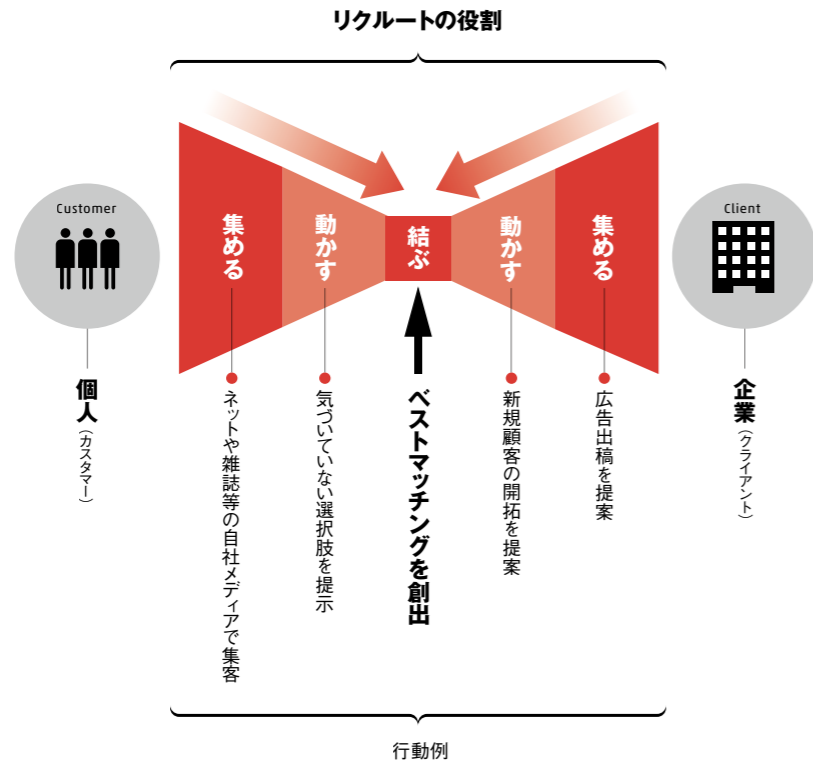 リクルートの役割
Customer
集める
動かす
結ぶ
動かす
集める
Client
個人
（カスタマー）
ネットや雑誌等の自社メディアで集客
気づいていない選択肢を提示
ベストマッチングを創出
新規顧客の開拓を提案
広告出稿を提案
企業
（クライアント）
行動例